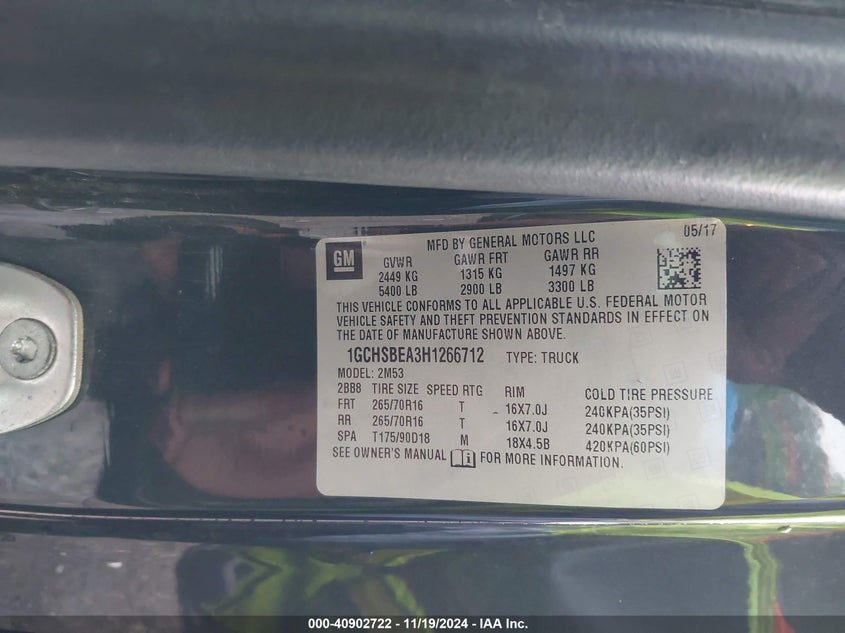 GM
MFD BY GENERAL MOTORS LLC
05/17
GVWR GAWR FRT GAWR RR
2449 KG 1315 KG 1497 KG
5400 LB 2900 LB 3300 LB
THIS VEHICLE CONFORMS TO ALL APPLICABLE U.S. FEDERAL MOTOR
VEHICLE SAFETY AND THEFT PREVENTION STANDARDS IN EFFECT ON
THE DATE OF MANUFACTURE SHOWN ABOVE.
1GCHSBEA3H1266712 TYPE: TRUCK
MODEL: 2M53
2BB8 TIRE SIZE SPEED RTG RIM COLD TIRE PRESSURE
FRT 265/70R16 T 16X7.0J 240KPA(35PSI)
RR 265/70R16 T 16X7.0J 240KPA(35PSI)
SPA T175/90D18 M 18X4.5B 420KPA(60PSI)
SEE OWNER'S MANUAL FOR MORE INFORMATION.
000-40902722 - 11/19/2024 - IAA Inc.